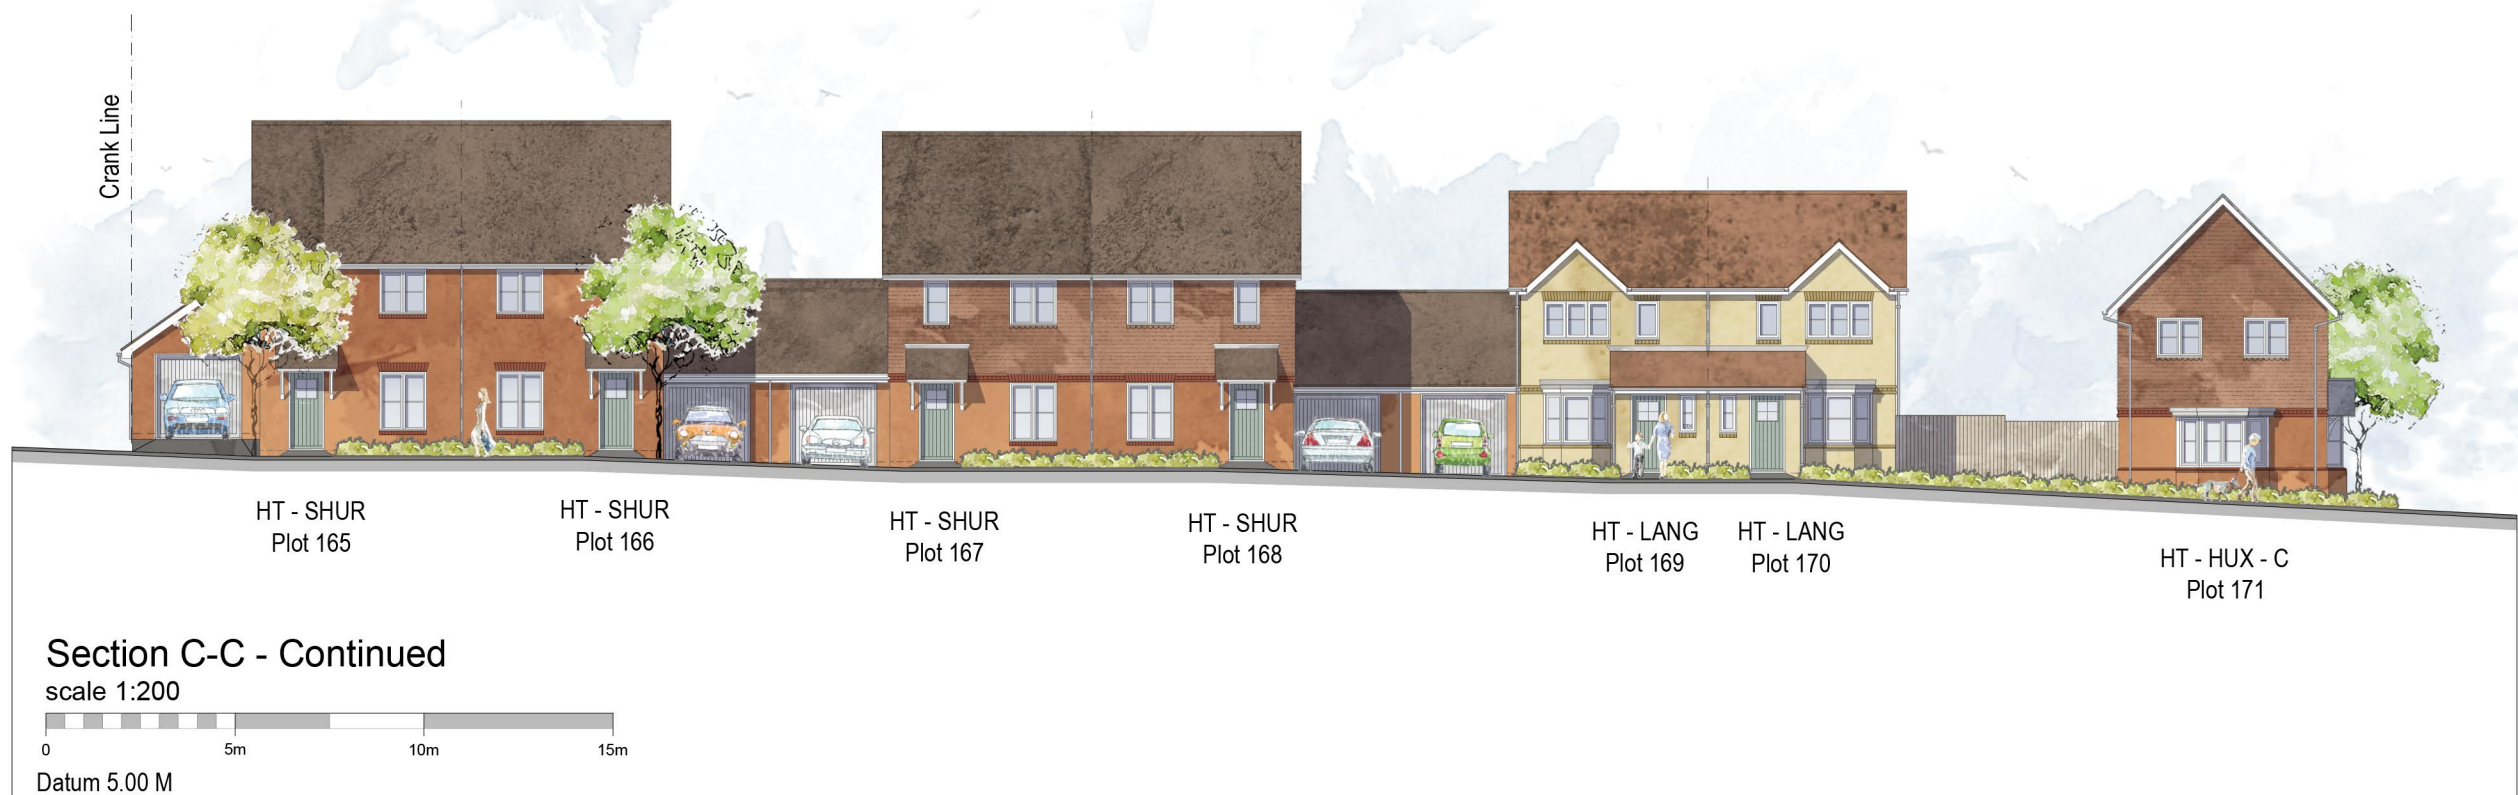 Crank Line
HT - SHUR
Plot 165
HT - SHUR
Plot 166
HT - SHUR
Plot 167
HT - SHUR
Plot 168
HT - LANG
Plot 169
HT - LANG
Plot 170
HT - HUX - C
Plot 171
Section C-C - Continued
scale 1:200
0 5m 10m 15m
Datum 5.00 M